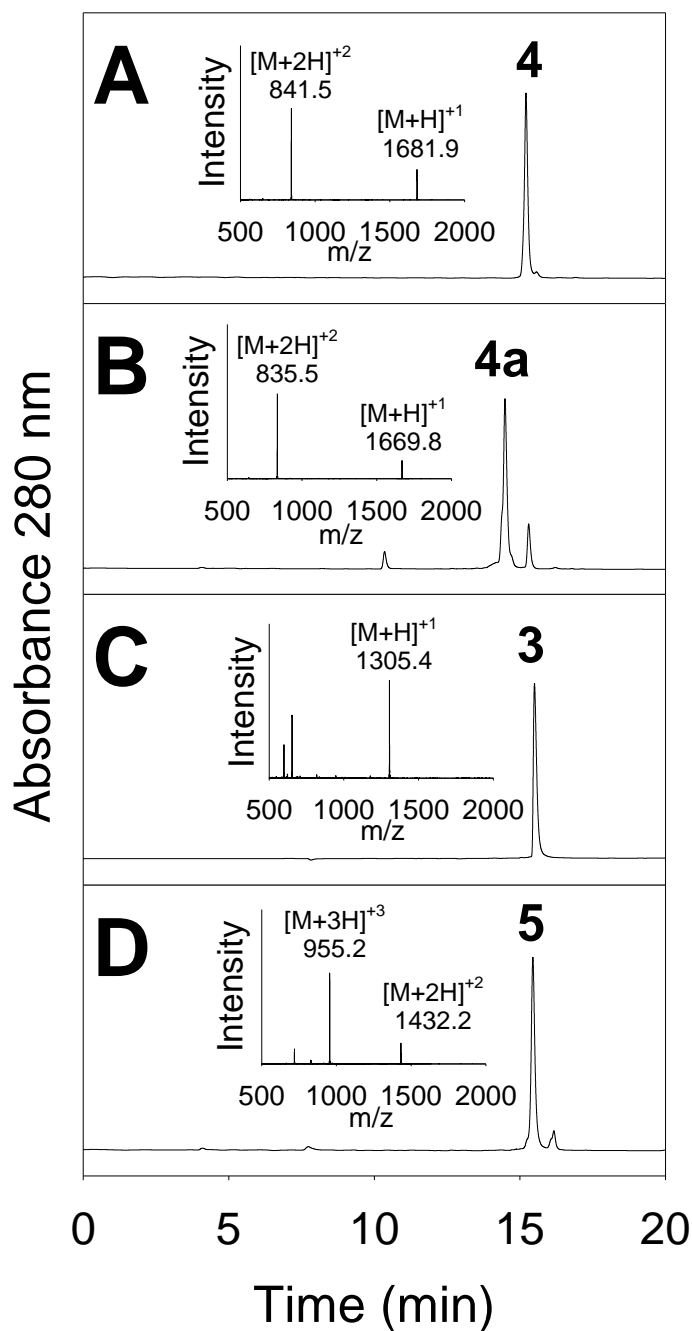 Absorbance 280 nm
A
4
Intensity
[M+2H]+2
841.5
[M+H]+1
1681.9
500 1000 1500 2000
m/z
B
4a
Intensity
[M+2H]+2
835.5
[M+H]+1
1669.8
500 1000 1500 2000
m/z
C
3
Intensity
[M+H]+1
1305.4
500 1000 1500 2000
m/z
D
5
Intensity
[M+3H]+3
955.2
[M+2H]+2
1432.2
500 1000 1500 2000
m/z
0 5 10 15 20
Time (min)